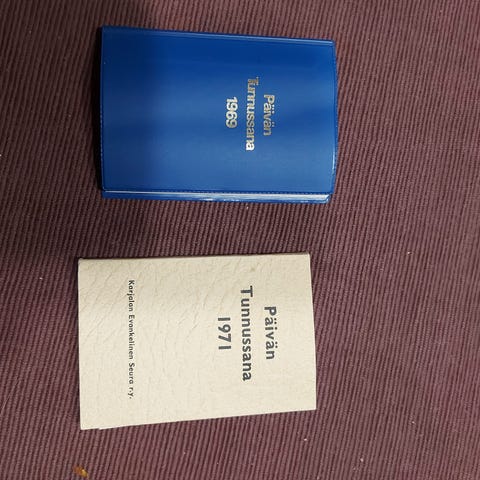 Päivän
Tunnussana
1969
Päivän
Tunnussana
1971
Karjalan Evankelinen Seura r.y.